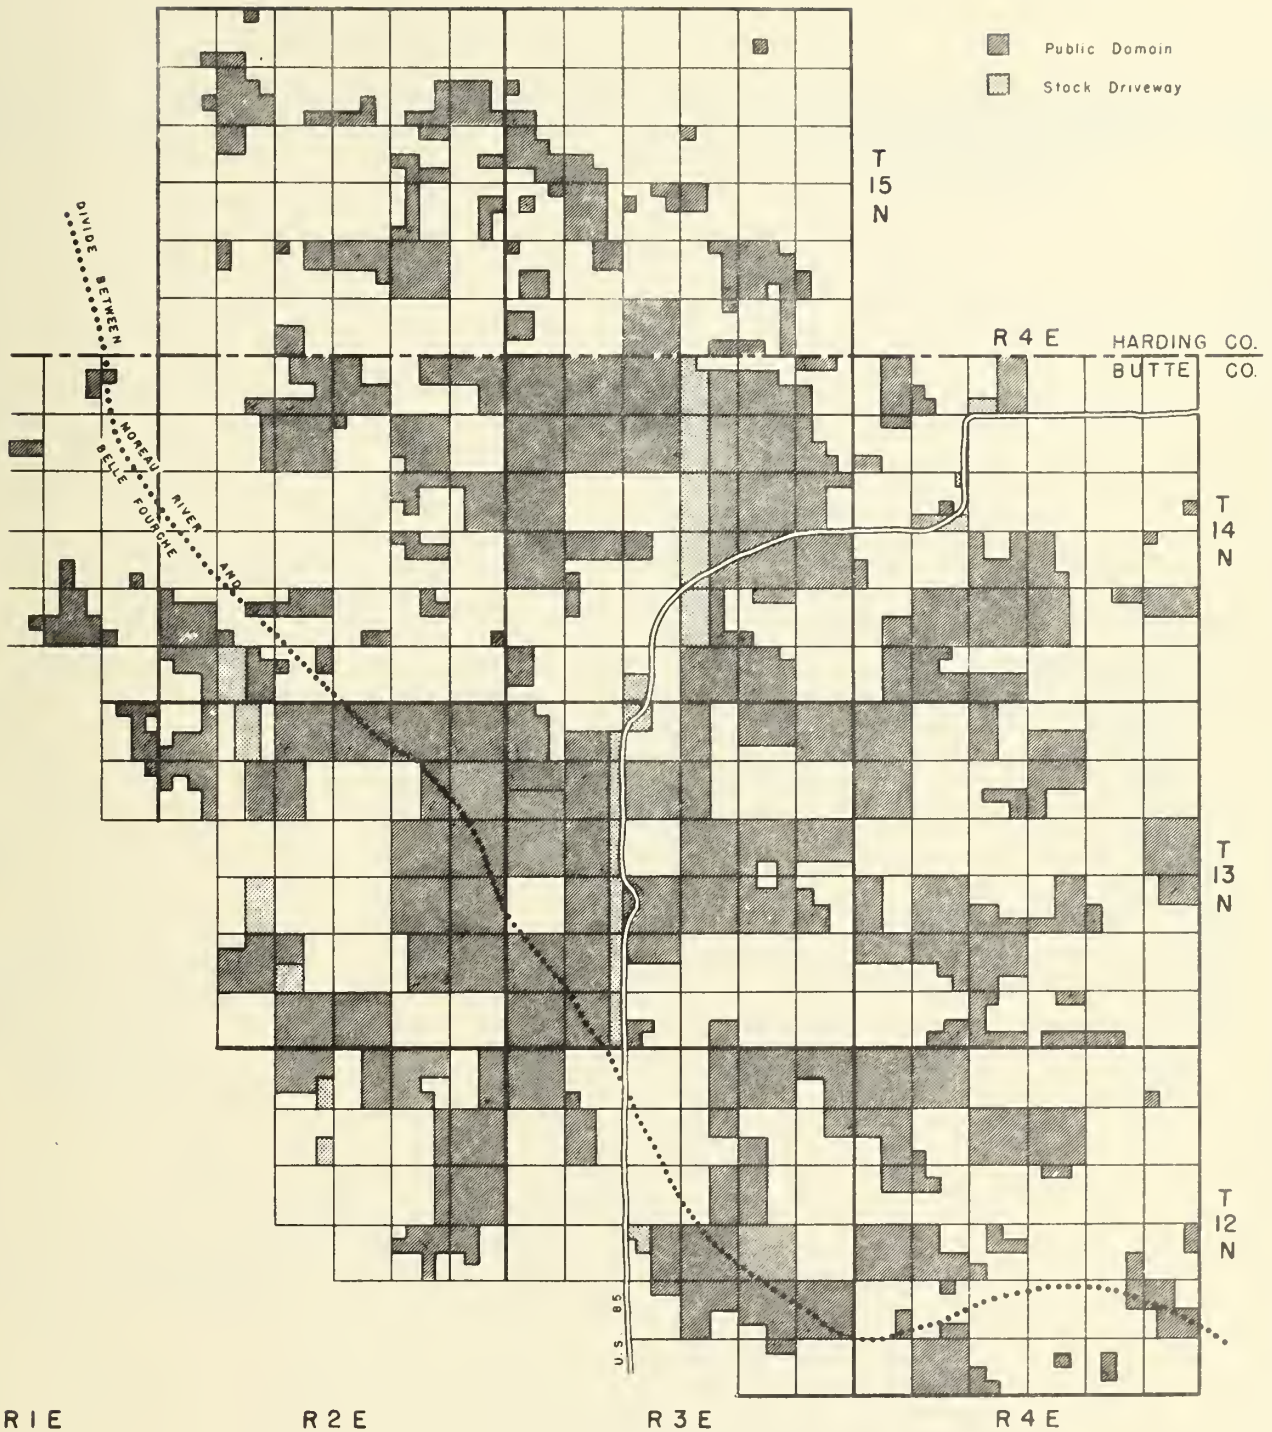 Public Domain
Stock Driveway
T
15
N
DIVIDE BETWEEN
MOREAU RIVER AND
BELLE FOURCHE
R 4 E
HARDING CO.
BUTTE CO.
T
14
N
T
13
N
T
12
N
U.S. 85
R 1 E
R 2 E
R 3 E
R 4 E